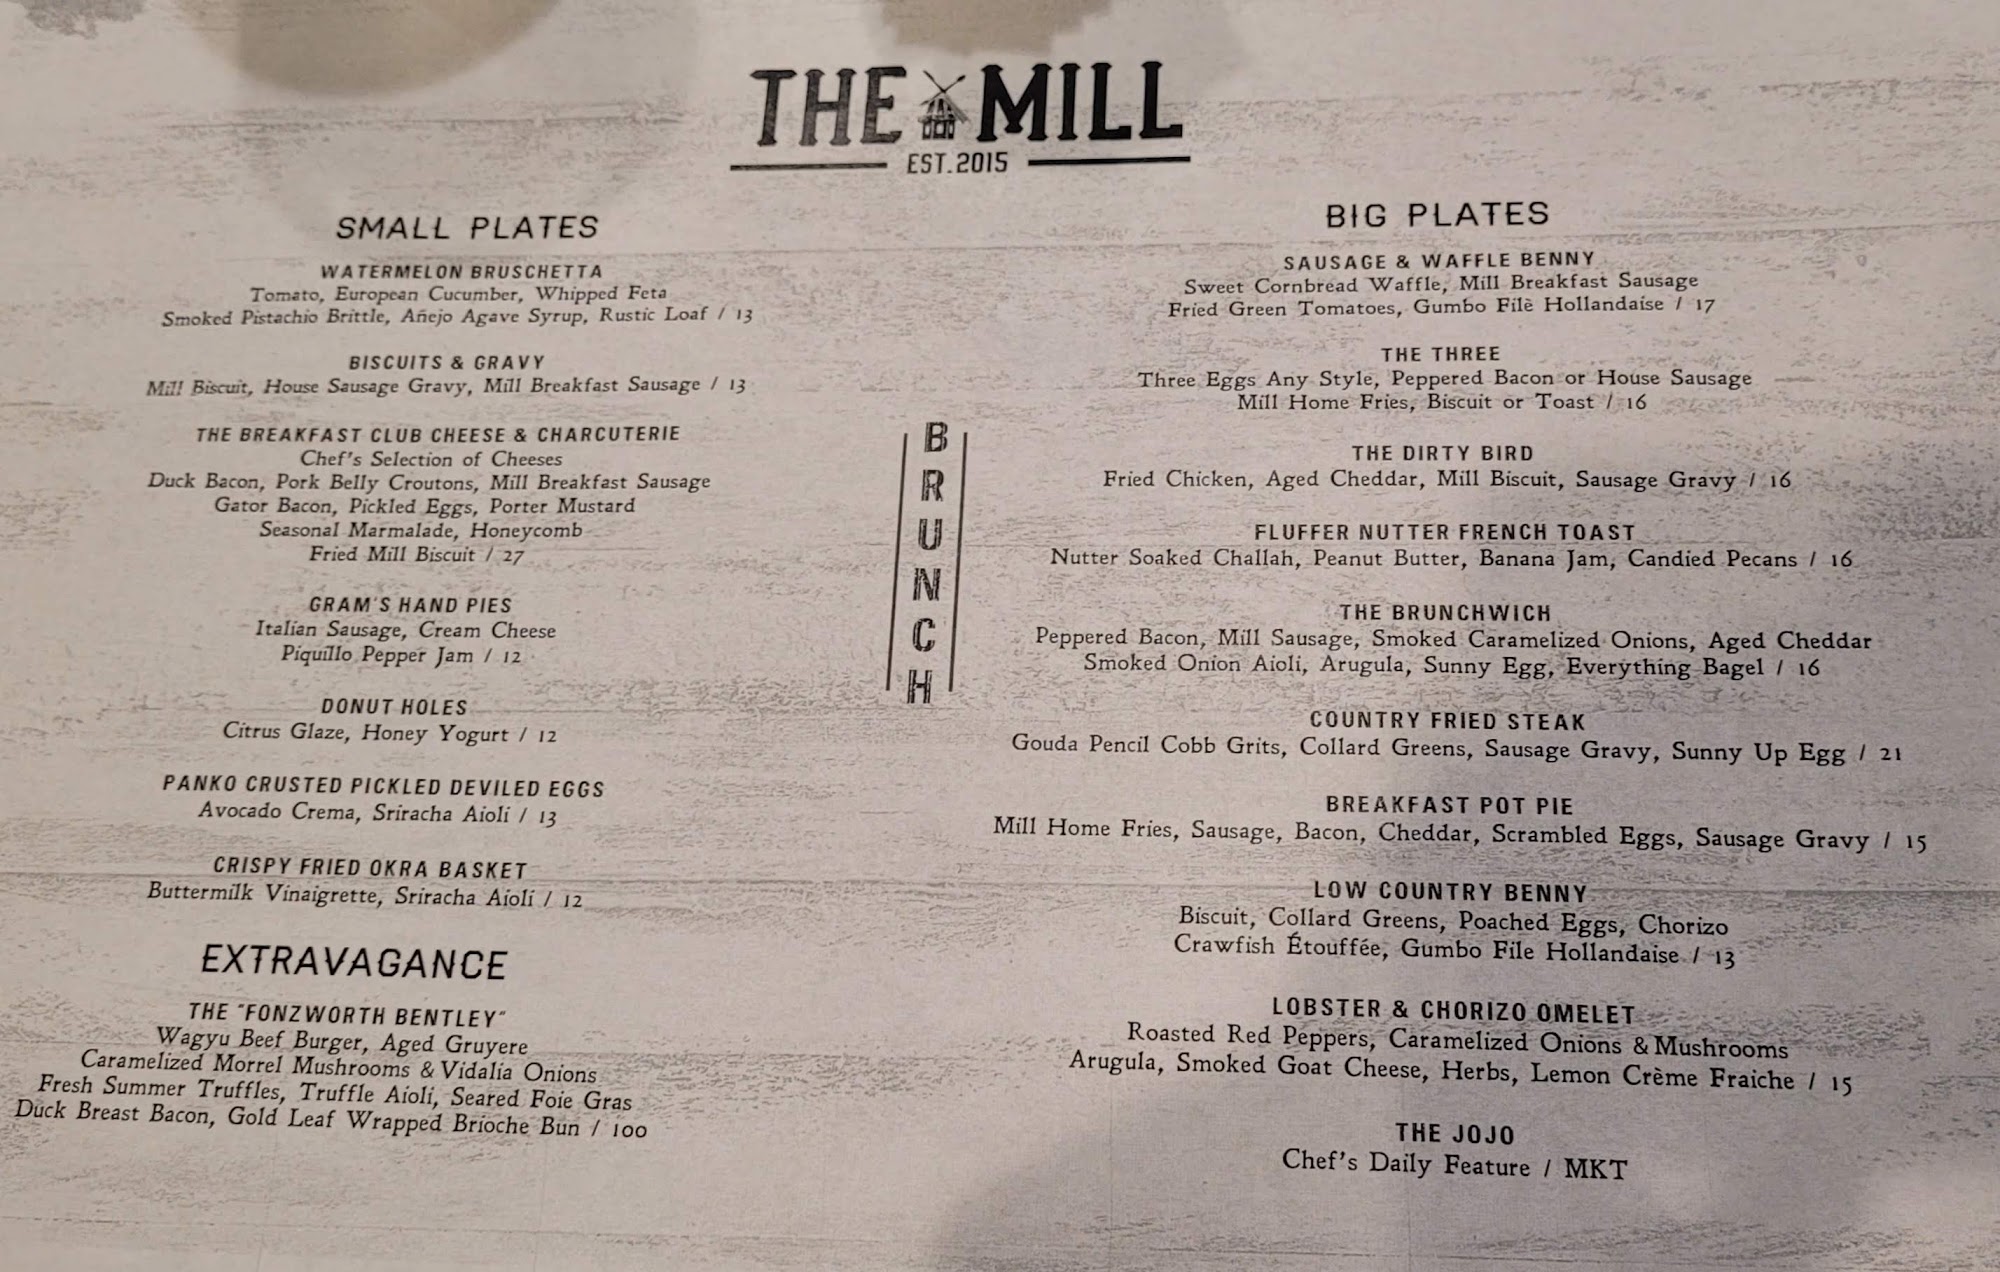 THE MILL
EST.2015
SMALL PLATES
WATERMELON BRUSCHETTA
Tomato, European Cucumber, Whipped Feta
Smoked Pistachio Brittle, Añejo Agave Syrup, Rustic Loaf / 13
BISCUITS & GRAVY
Mill Biscuit, House Sausage Gravy, Mill Breakfast Sausage / 13
THE BREAKFAST CLUB CHEESE & CHARCUTERIE
Chef's Selection of Cheeses
Duck Bacon, Pork Belly Croutons, Mill Breakfast Sausage
Gator Bacon, Pickled Eggs, Porter Mustard
Seasonal Marmalade, Honeycomb
Fried Mill Biscuit / 27
GRAM'S HAND PIES
Italian Sausage, Cream Cheese
Piquillo Pepper Jam / 12
DONUT HOLES
Citrus Glaze, Honey Yogurt / 12
PANKO CRUSTED PICKLED DEVILED EGGS
Avocado Crema, Sriracha Aioli / 13
CRISPY FRIED OKRA BASKET
Buttermilk Vinaigrette, Sriracha Aioli / 12
EXTRAVAGANCE
THE "FONZWORTH BENTLEY"
Wagyu Beef Burger, Aged Gruyere
Caramelized Morrel Mushrooms & Vidalia Onions
Fresh Summer Truffles, Truffle Aioli, Seared Foie Gras
Duck Breast Bacon, Gold Leaf Wrapped Brioche Bun / 100
BRUNCH
BIG PLATES
SAUSAGE & WAFFLE BENNY
Sweet Cornbread Waffle, Mill Breakfast Sausage
Fried Green Tomatoes, Gumbo Filè Hollandaise / 17
THE THREE
Three Eggs Any Style, Peppered Bacon or House Sausage
Mill Home Fries, Biscuit or Toast / 16
THE DIRTY BIRD
Fried Chicken, Aged Cheddar, Mill Biscuit, Sausage Gravy / 16
FLUFFER NUTTER FRENCH TOAST
Nutter Soaked Challah, Peanut Butter, Banana Jam, Candied Pecans / 16
THE BRUNCHWICH
Peppered Bacon, Mill Sausage, Smoked Caramelized Onions, Aged Cheddar
Smoked Onion Aioli, Arugula, Sunny Egg, Everything Bagel / 16
COUNTRY FRIED STEAK
Gouda Pencil Cobb Grits, Collard Greens, Sausage Gravy, Sunny Up Egg / 21
BREAKFAST POT PIE
Mill Home Fries, Sausage, Bacon, Cheddar, Scrambled Eggs, Sausage Gravy / 15
LOW COUNTRY BENNY
Biscuit, Collard Greens, Poached Eggs, Chorizo
Crawfish Étouffée, Gumbo File Hollandaise / 13
LOBSTER & CHORIZO OMELET
Roasted Red Peppers, Caramelized Onions & Mushrooms
Arugula, Smoked Goat Cheese, Herbs, Lemon Crème Fraiche / 15
THE JOJO
Chef's Daily Feature / MKT